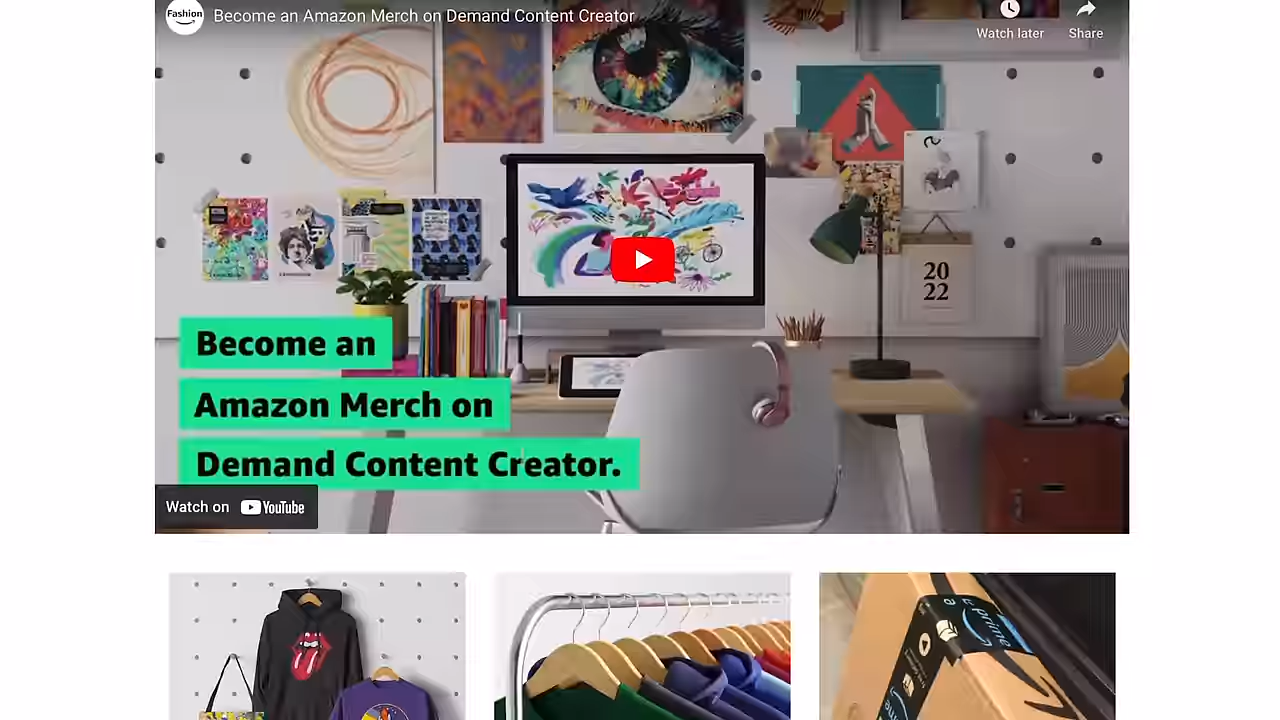 Fashion
Become an Amazon Merch on Demand Content Creator
Watch later
Share
20
22
Become an
Amazon Merch on
Demand Content Creator.
Watch on YouTube
prime